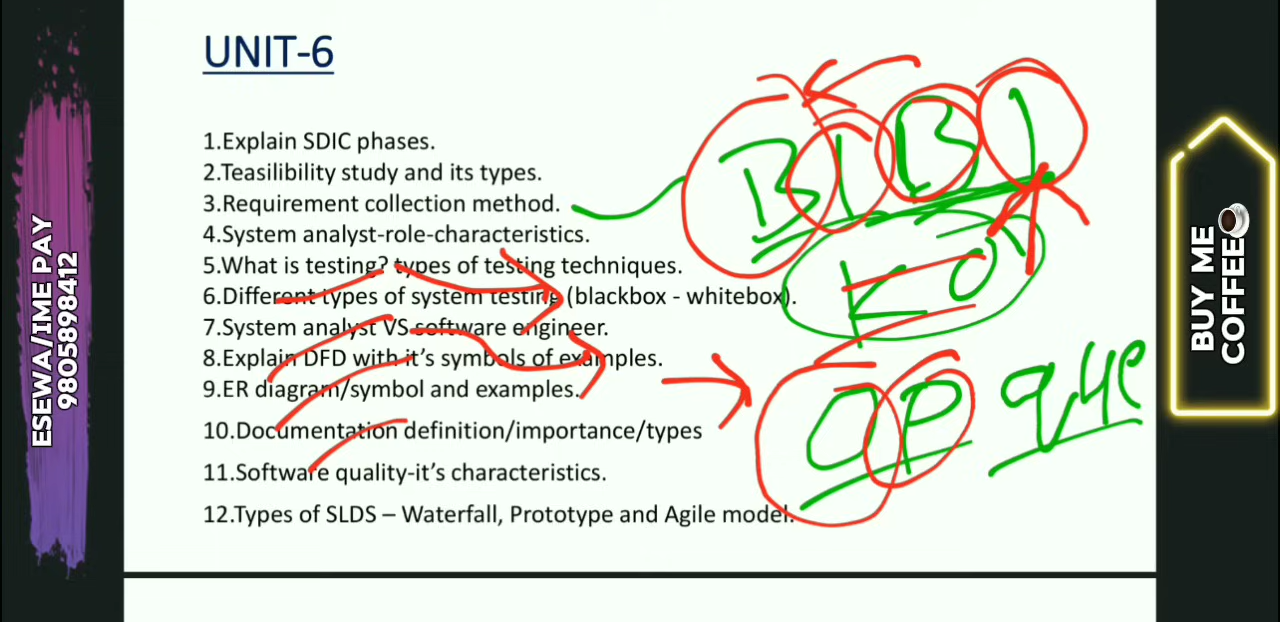 UNIT-6
1.Explain SDIC phases.
2.Teasilibility study and its types.
3.Requirement collection method.
4.System analyst-role-characteristics.
5.What is testing? types of testing techniques.
6.Different types of system testing (blackbox - whitebox).
7.System analyst VS software engineer.
8.Explain DFD with it’s symbols of examples.
9.ER diagram/symbol and examples.
10.Documentation definition/importance/types
11.Software quality-it’s characteristics.
12.Types of SLDS – Waterfall, Prototype and Agile model.
ESEWA/IME PAY
9805898412
BUY ME
COFFEE